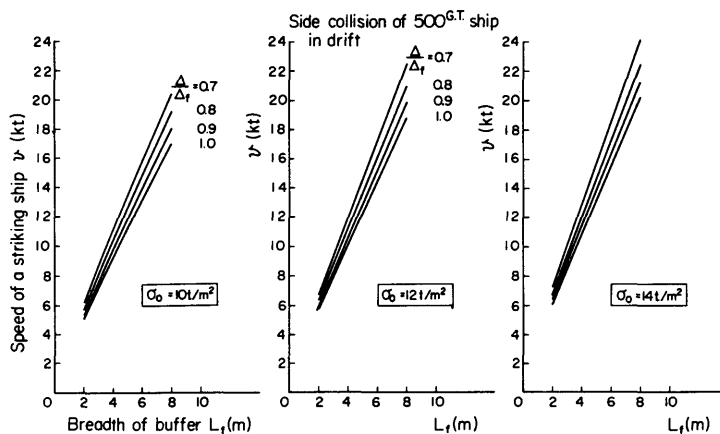 Side collision of 500 G.T. ship
in drift
Speed of a striking ship v (kt)
24
22
20
18
16
14
12
10
8
6
4
2
0 2 4 6 8 10
Δ/Δf = 0.7
0.8
0.9
1.0
σ₀ = 10t/m²
Breadth of buffer Lf(m)
v (kt)
24
22
20
18
16
14
12
10
8
6
4
2
0 2 4 6 8 10
Δ/Δf = 0.7
0.8
0.9
1.0
σ₀ = 12t/m²
Lf(m)
v (kt)
24
22
20
18
16
14
12
10
8
6
4
2
0 2 4 6 8 10
σ₀ = 14t/m²
Lf(m)